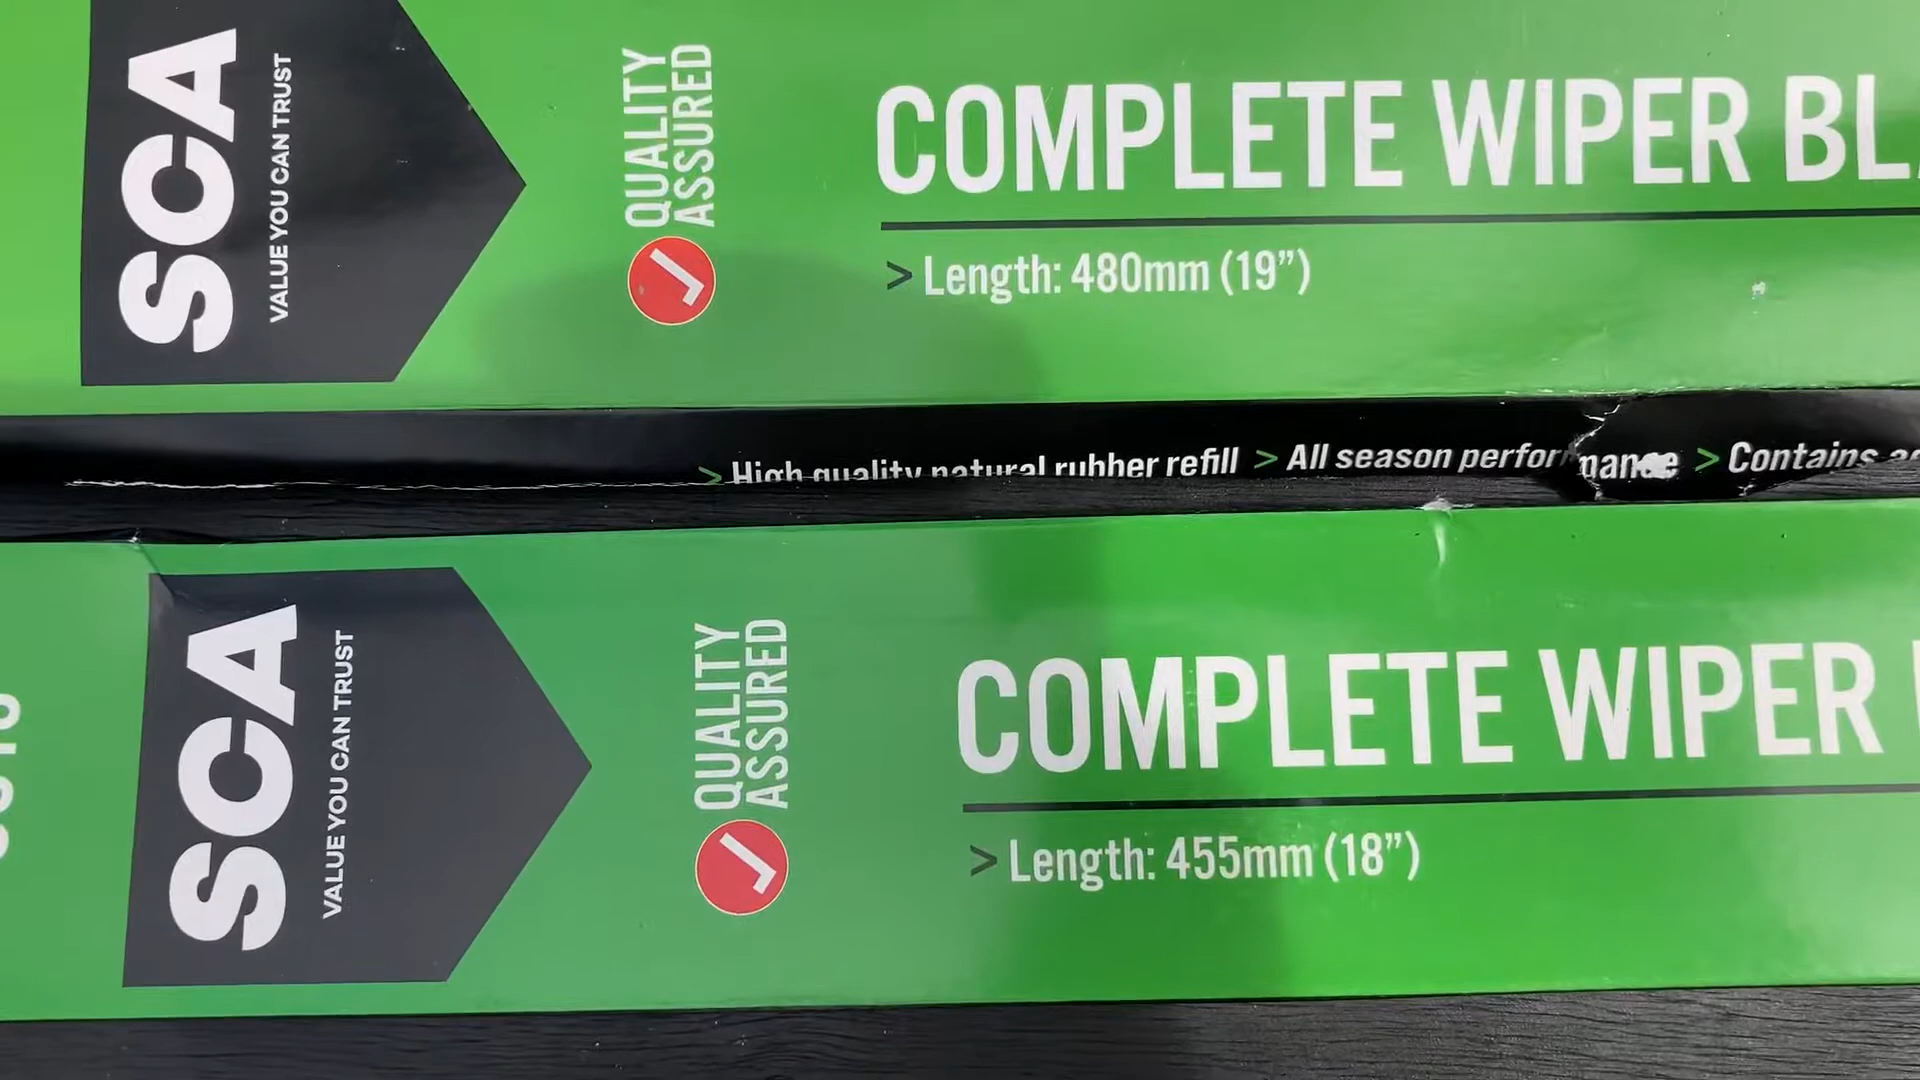 SCA
VALUE YOU CAN TRUST
QUALITY
ASSURED
COMPLETE WIPER
> Length: 480mm (19”)
> High quality natural rubber refill > All season performance > Contains
SCA
VALUE YOU CAN TRUST
QUALITY
ASSURED
COMPLETE WIPER
> Length: 455mm (18”)